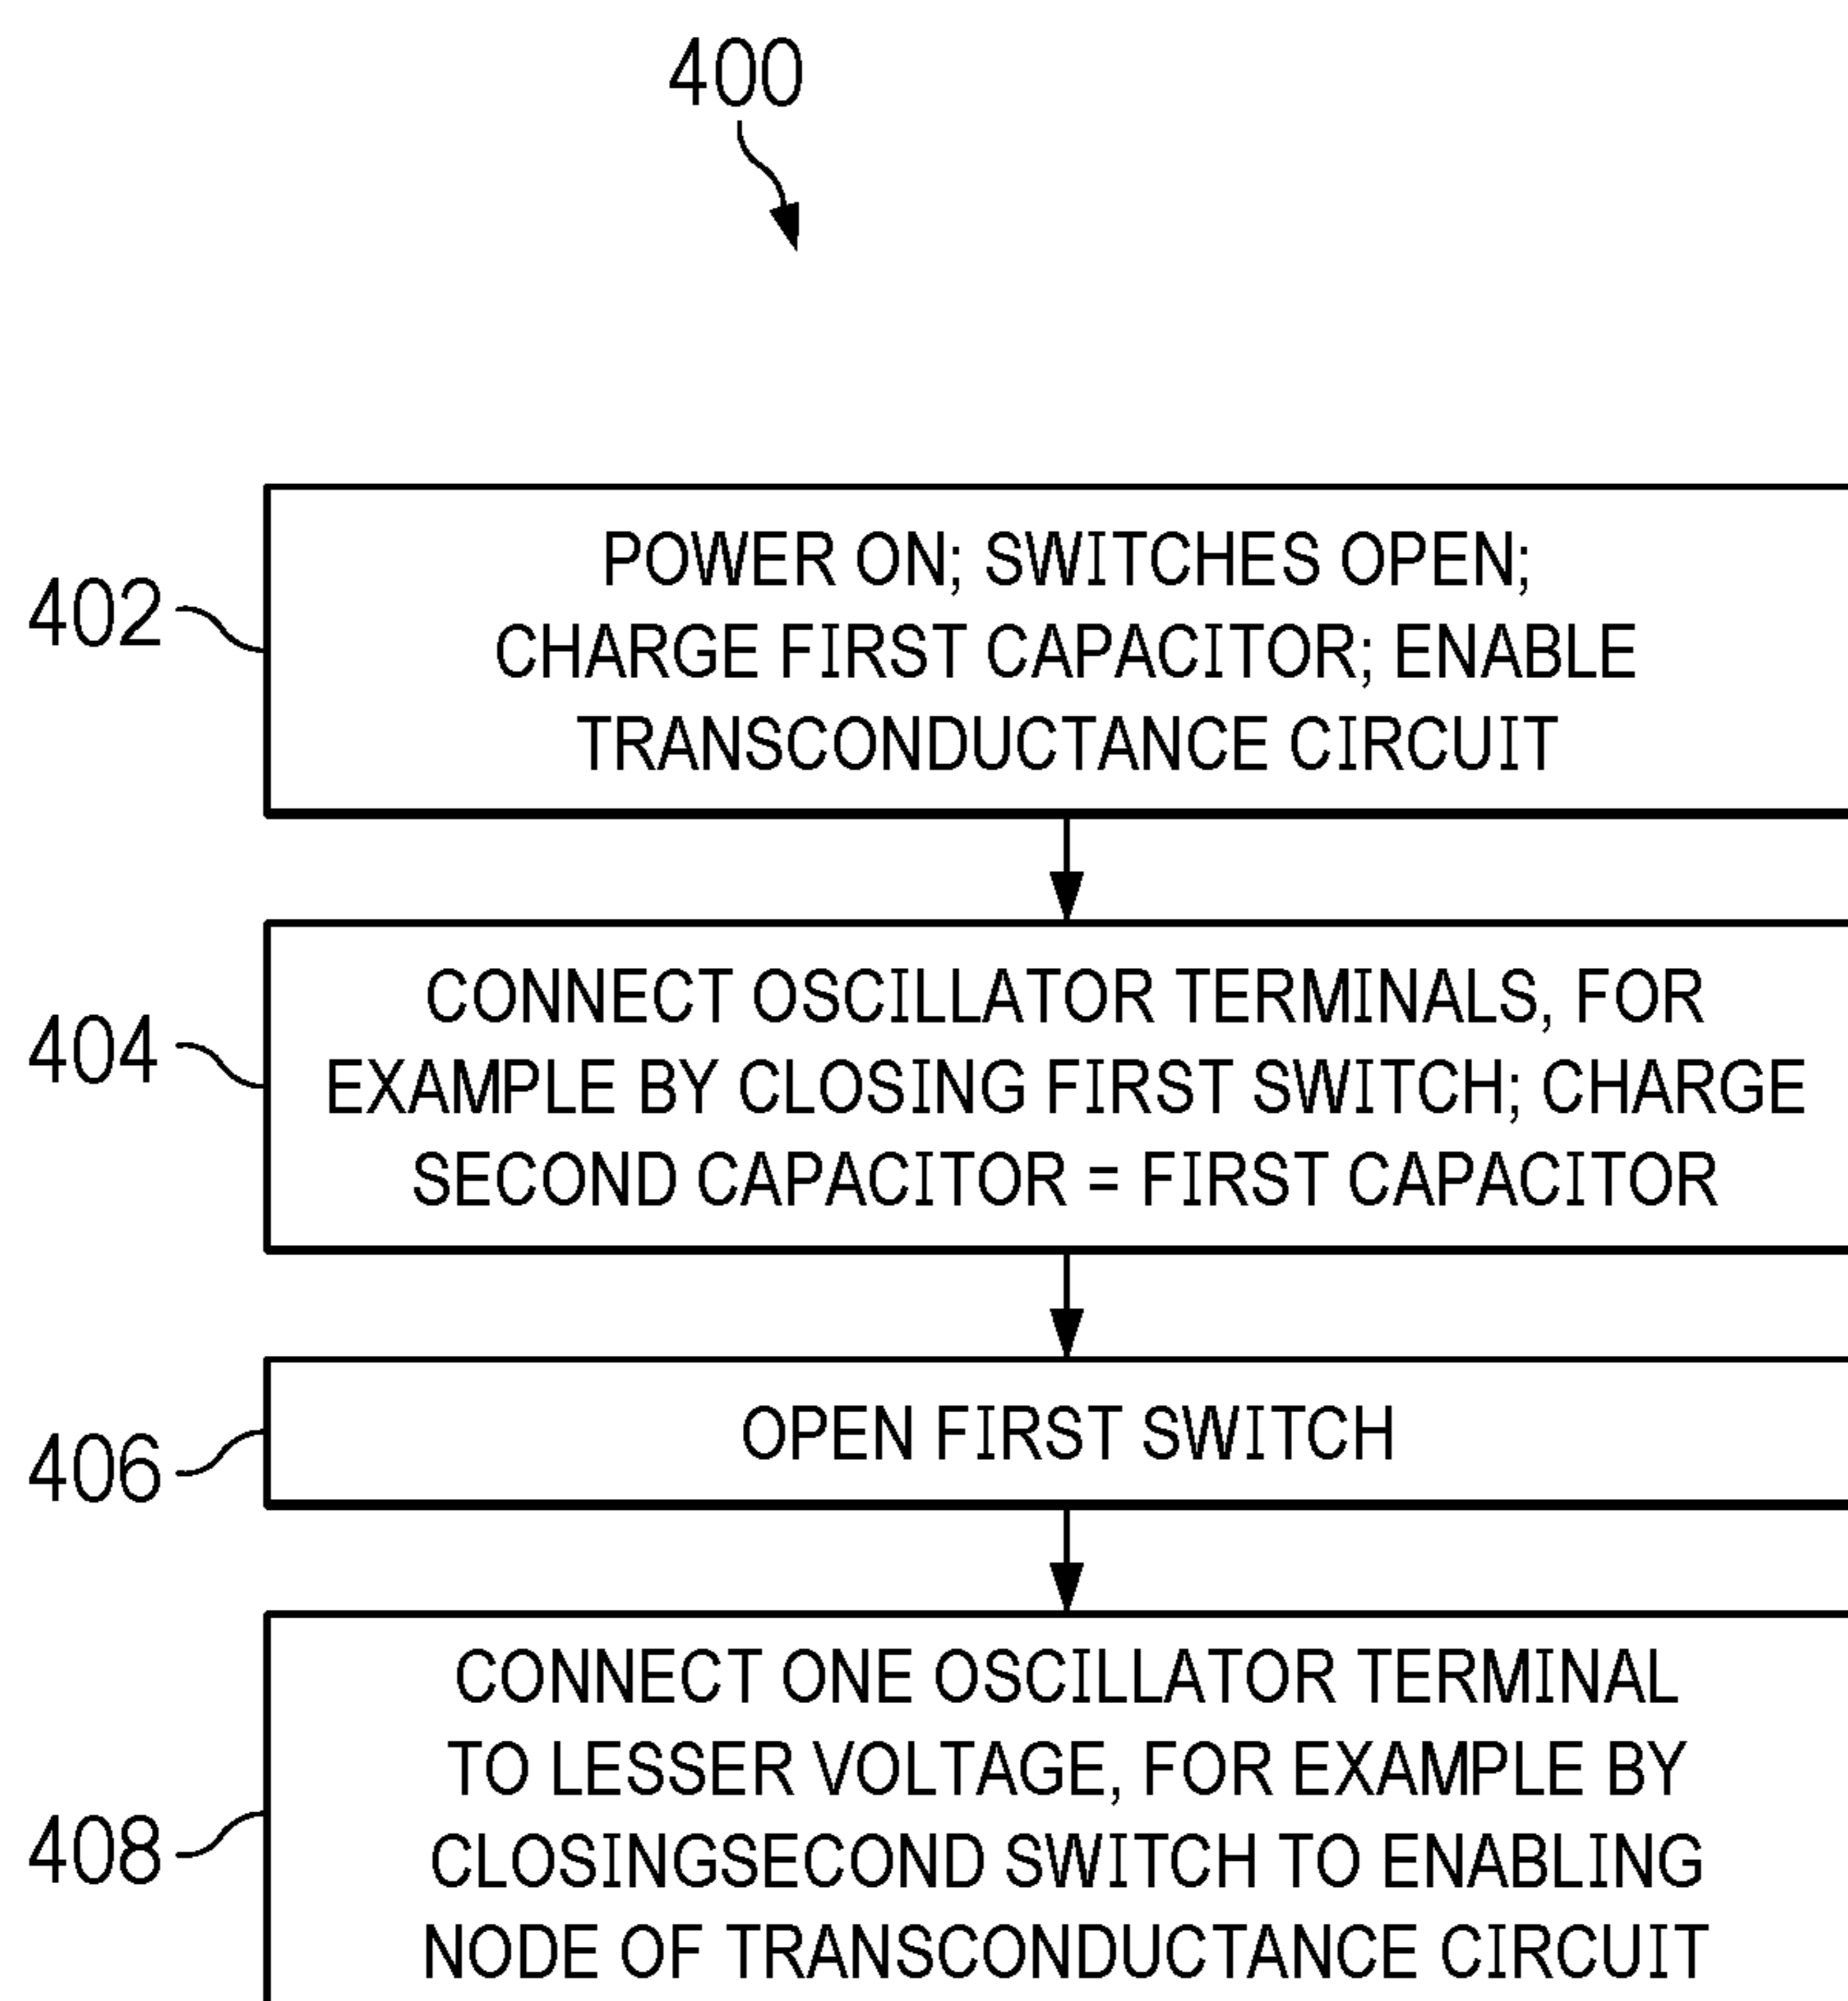 400
402
POWER ON; SWITCHES OPEN;
CHARGE FIRST CAPACITOR; ENABLE
TRANSCONDUCTANCE CIRCUIT
404
CONNECT OSCILLATOR TERMINALS, FOR
EXAMPLE BY CLOSING FIRST SWITCH; CHARGE
SECOND CAPACITOR = FIRST CAPACITOR
406
OPEN FIRST SWITCH
408
CONNECT ONE OSCILLATOR TERMINAL
TO LESSER VOLTAGE, FOR EXAMPLE BY
CLOSINGSECOND SWITCH TO ENABLING
NODE OF TRANSCONDUCTANCE CIRCUIT